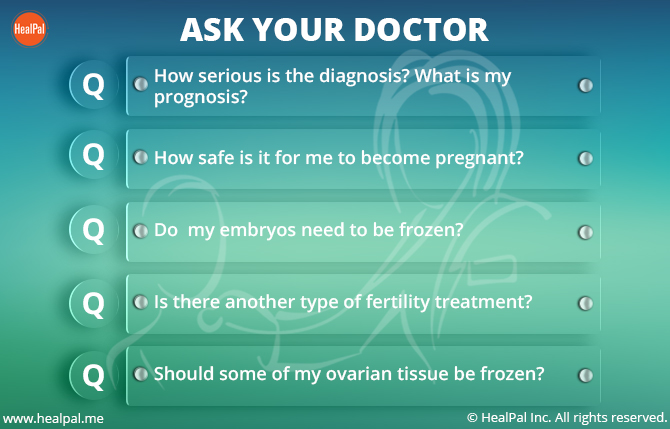 HealPal
ASK YOUR DOCTOR
Q
How serious is the diagnosis? What is my
prognosis?
Q
How safe is it for me to become pregnant?
Q
Do  my embryos need to be frozen?
Q
Is there another type of fertility treatment?
Q
Should some of my ovarian tissue be frozen?
www.healpal.me
© HealPal Inc. All rights reserved.